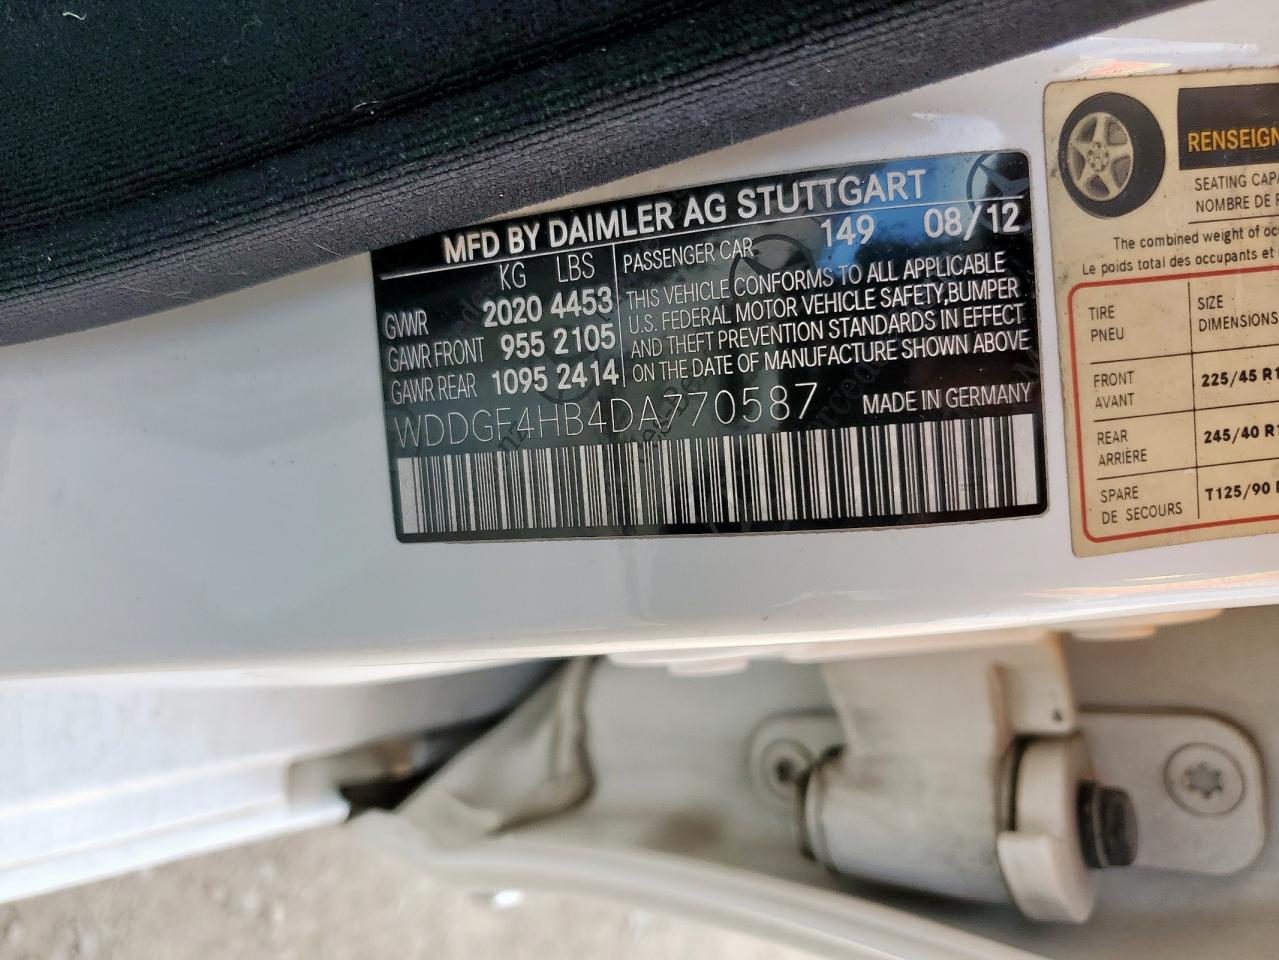 MFD BY DAIMLER AG STUTTGART
KG LBS PASSENGER CAR 149 08/12
GVWR 2020 4453
GAWR FRONT 955 2105
GAWR REAR 1095 2414
THIS VEHICLE CONFORMS TO ALL APPLICABLE
U.S. FEDERAL MOTOR VEHICLE SAFETY,BUMPER
AND THEFT PREVENTION STANDARDS IN EFFECT
ON THE DATE OF MANUFACTURE SHOWN ABOVE
WDDGF4HB4DA770587 MADE IN GERMANY
RENSEIGN
SEATING CAPA
NOMBRE DE P
The combined weight of occ
Le poids total des occupants et
TIRE
PNEU
SIZE
DIMENSIONS
FRONT
AVANT
225/45 R1
REAR
ARRIÈRE
245/40 R1
SPARE
DE SECOURS
T125/90